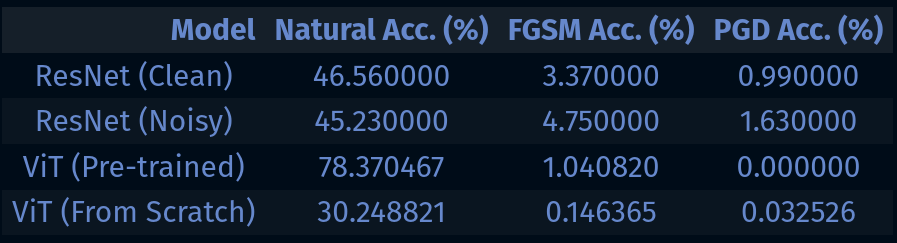 Model Natural Acc. (%) FGSM Acc. (%) PGD Acc. (%)
ResNet (Clean) 46.560000 3.370000 0.990000
ResNet (Noisy) 45.230000 4.750000 1.630000
ViT (Pre-trained) 78.370467 1.040820 0.000000
ViT (From Scratch) 30.248821 0.146365 0.032526